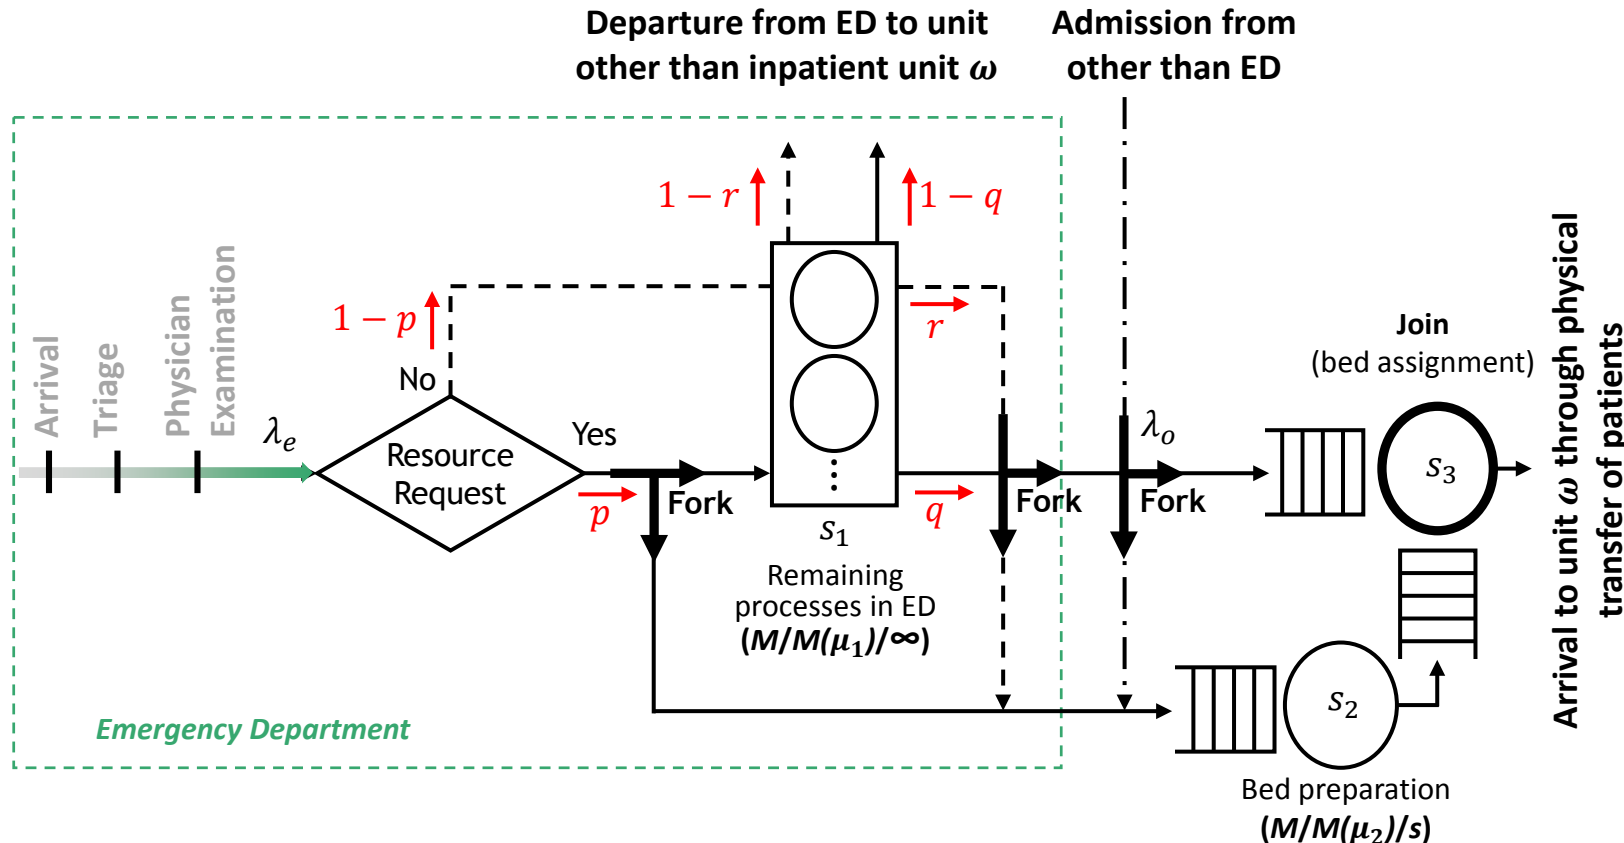 Departure from ED to unit
other than inpatient unit ω
Admission from
other than ED
1 − r
1 − q
Arrival
Triage
Physician
Examination
1 − p
No
r
Join
(bed assignment)
λe
Yes
λo
Resource
Request
p
Fork
q
Fork
Fork
s3
s1
Remaining
processes in ED
(M/M(μ1)/∞)
Arrival to unit ω through physical
transfer of patients
Emergency Department
s2
Bed preparation
(M/M(μ2)/s)